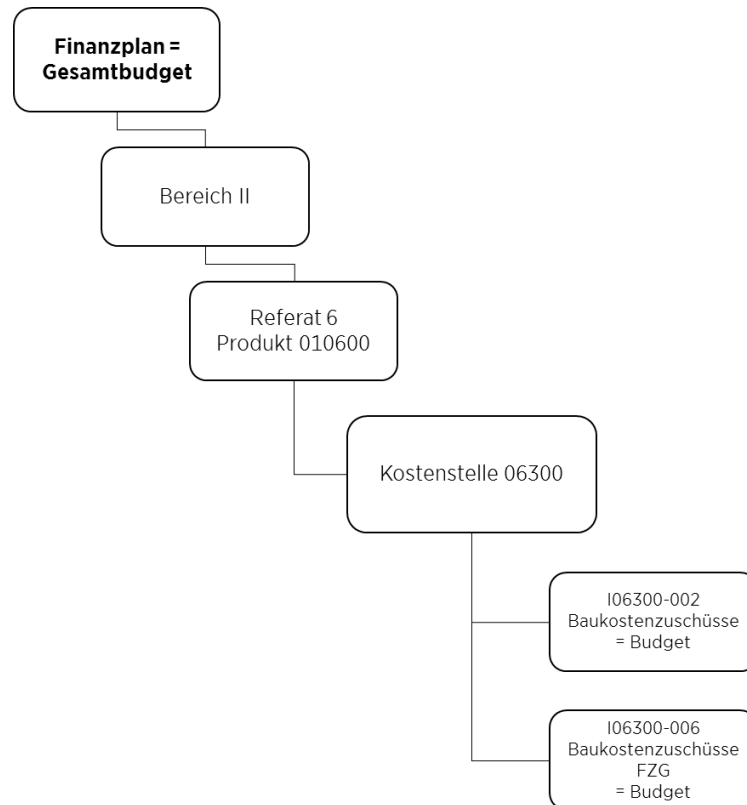 Finanzplan =
Gesamtbudget
Bereich II
Referat 6
Produkt 010600
Kostenstelle 06300
I06300-002
Baukostenzuschüsse
= Budget
I06300-006
Baukostenzuschüsse
FZG
= Budget